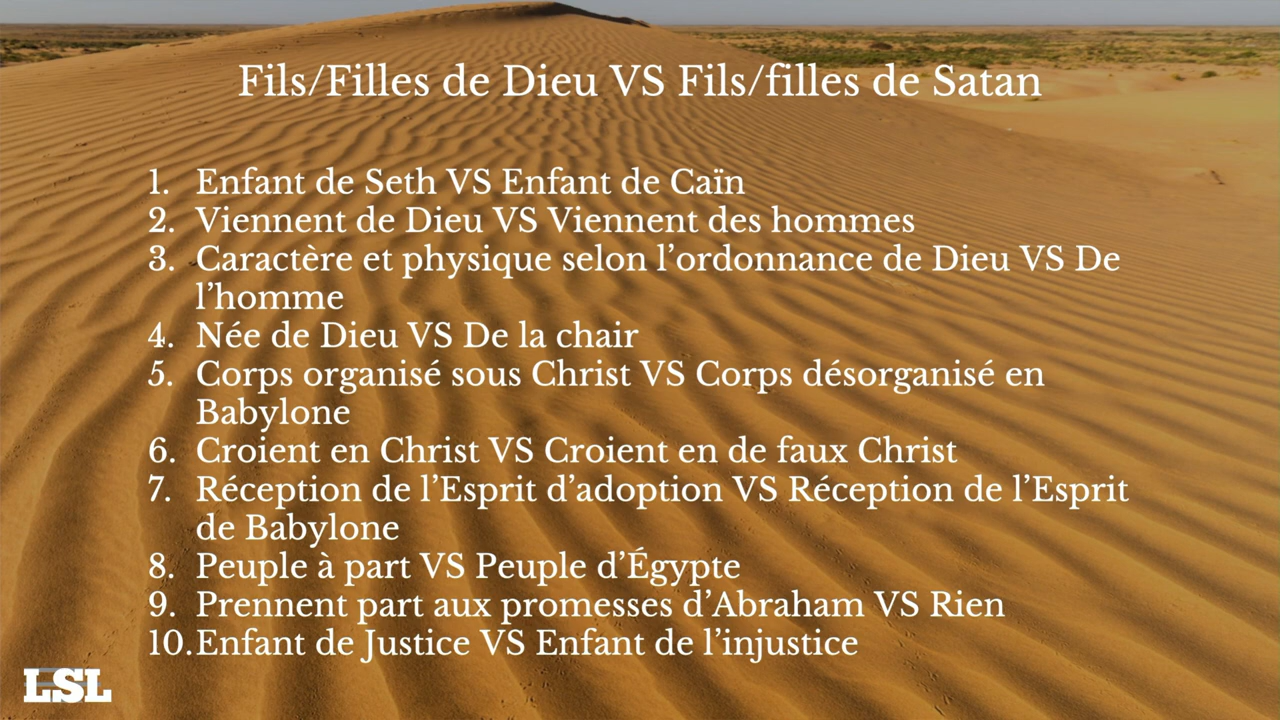 Fils/Filles de Dieu VS Fils/filles de Satan
1. Enfant de Seth VS Enfant de Caïn
2. Viennent de Dieu VS Viennent des hommes
3. Caractère et physique selon l’ordonnance de Dieu VS De
l’homme
4. Née de Dieu VS De la chair
5. Corps organisé sous Christ VS Corps désorganisé en
Babylone
6. Croient en Christ VS Croient en de faux Christ
7. Réception de l’Esprit d’adoption VS Réception de l’Esprit
de Babylone
8. Peuple à part VS Peuple d’Égypte
9. Prennent part aux promesses d’Abraham VS Rien
10. Enfant de Justice VS Enfant de l’injustice
LSL